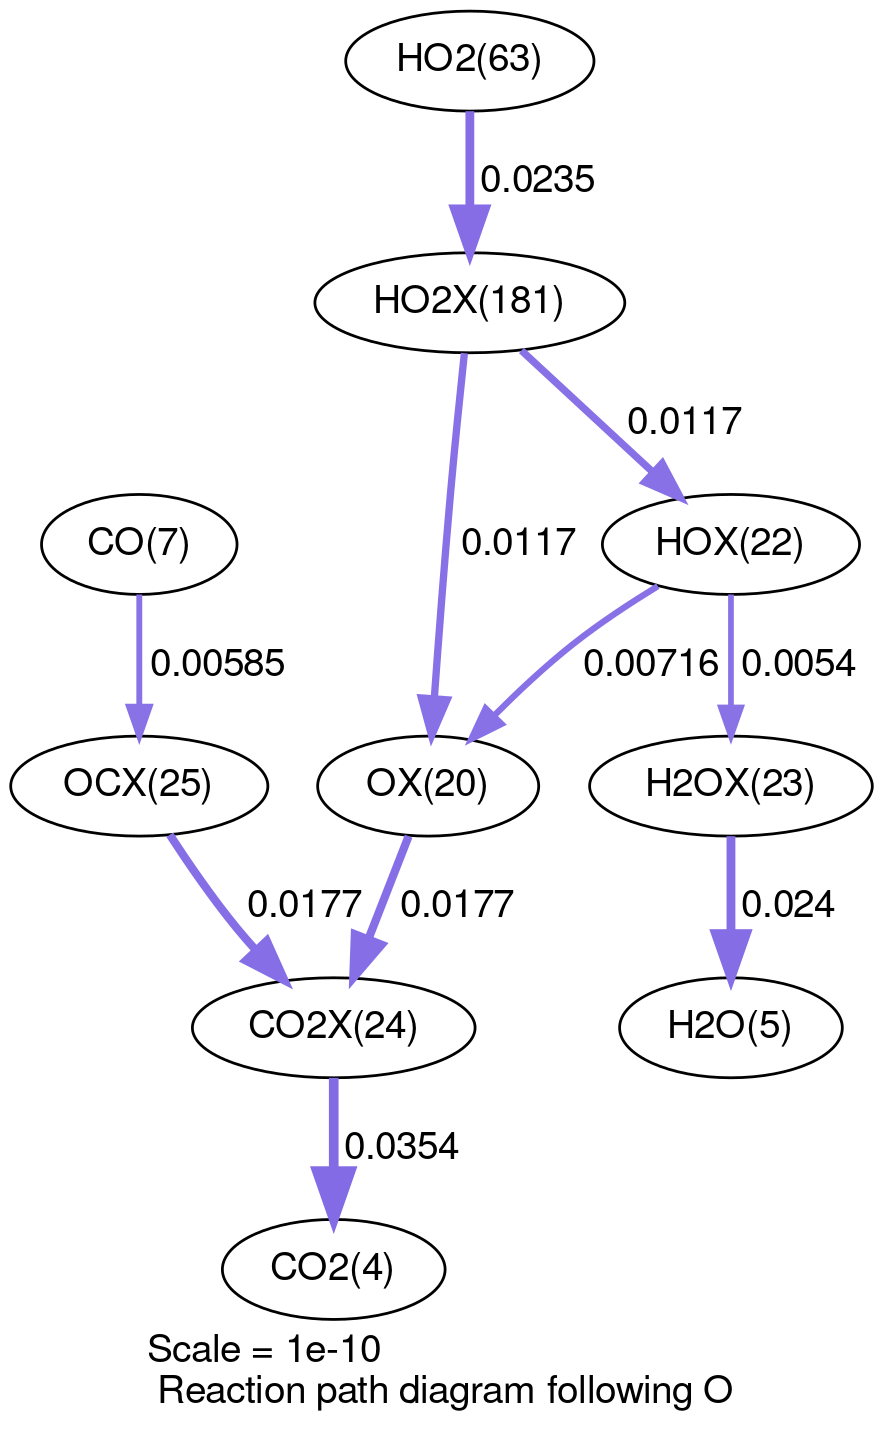 HO2(63)
0.0235
HO2X(181)
0.0117
CO(7)
0.0117
HOX(22)
0.00585
0.00716
0.0054
OCX(25)
OX(20)
H2OX(23)
0.0177
0.0177
0.024
CO2X(24)
H2O(5)
0.0354
CO2(4)
Scale = 1e-10
Reaction path diagram following O